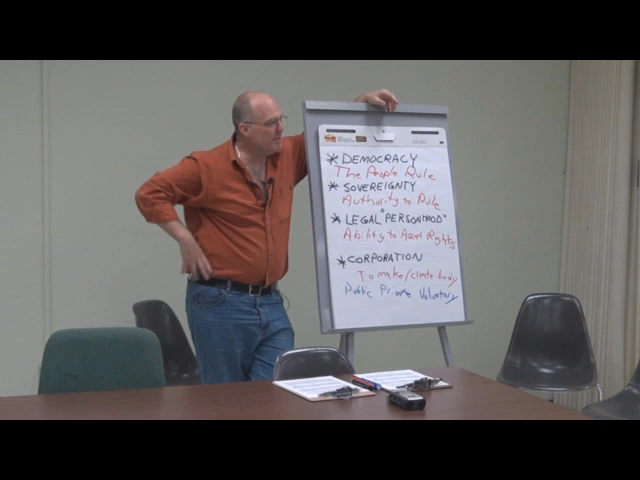 * DEMOCRACY
The People Rule
* SOVEREIGNTY
Authority to Rule
* LEGAL "PERSONHOOD"
Ability to Assert Rights
* CORPORATION
To make/create body
Public Private Voluntary